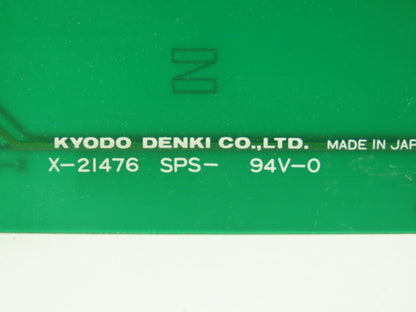 KYODO DENKI CO.,LTD. MADE IN JAP
X-21476 SPS- 94V-0